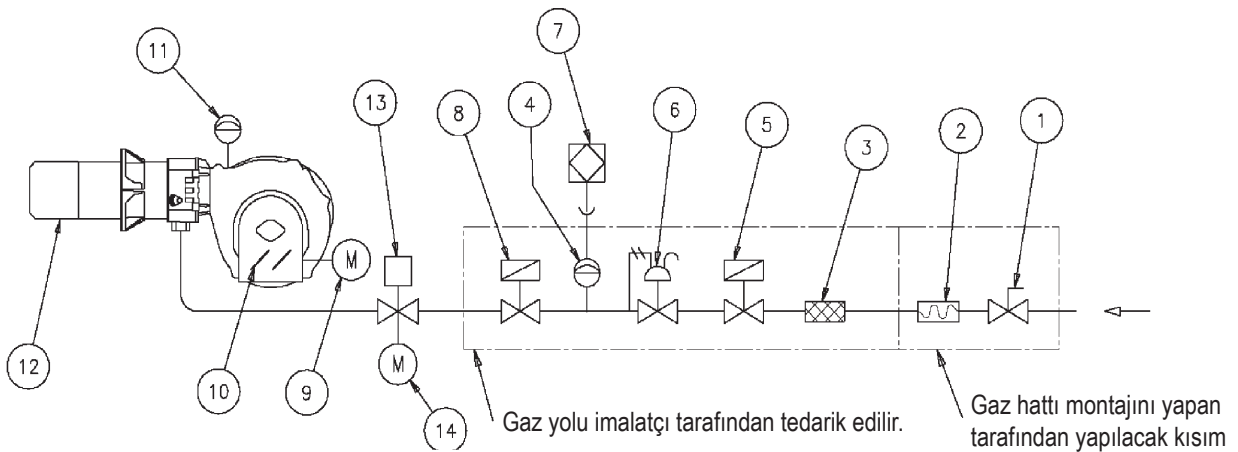 11
7
13
8
4
6
5
3
2
1
M
12
10
9
M
14
Gaz yolu imalatçı tarafından tedarik edilir.
Gaz hattı montajını yapan
tarafından yapılacak kısım